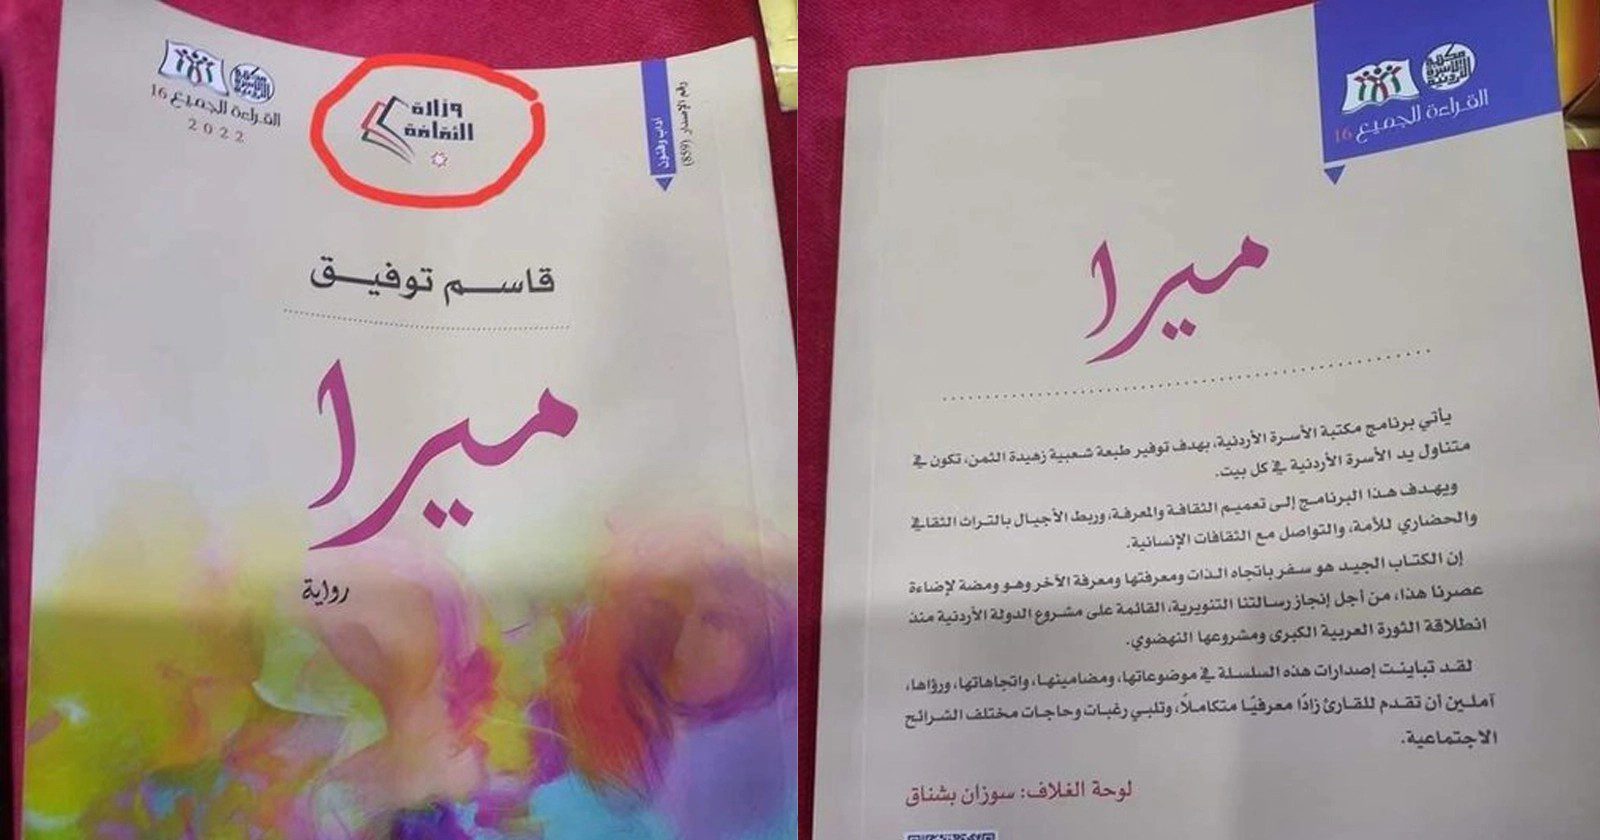 مكتبة الأسرة الأردنية
القراءة للجميع 16
2022
وزارة
الثقافة
آداب وفنون
رقم الإصدار (859)
قاسم توفيق
ميرا
رواية
مكتبة الأسرة الأردنية
القراءة للجميع 16
ميرا
يأتي برنامج مكتبة الأسرة الأردنية، بهدف توفير طبعة شعبية زهيدة الثمن، تكون في
متناول يد الأسرة الأردنية في كل بيت.
ويهدف هذا البرنامج إلى تعميم الثقافة والمعرفة، وربط الأجيال بالتراث الثقافي
والحضاري للأمة، والتواصل مع الثقافات الإنسانية.
إن الكتاب الجيد هو سفر باتجاه الذات ومعرفتها ومعرفة الآخر وهو ومضة لإضاءة
عصرنا هذا، من أجل إنجاز رسالتنا التنويرية، القائمة على مشروع الدولة الأردنية منذ
انطلاقة الثورة العربية الكبرى ومشروعها النهضوي.
لقد تباينت إصدارات هذه السلسلة في موضوعاتها، ومضامينها، واتجاهاتها، ورؤاها،
آملين أن تقدم للقارئ زادًا معرفيًا متكاملًا، وتلبي رغبات وحاجات مختلف الشرائح
الاجتماعية.
لوحة الغلاف: سوزان بشناق